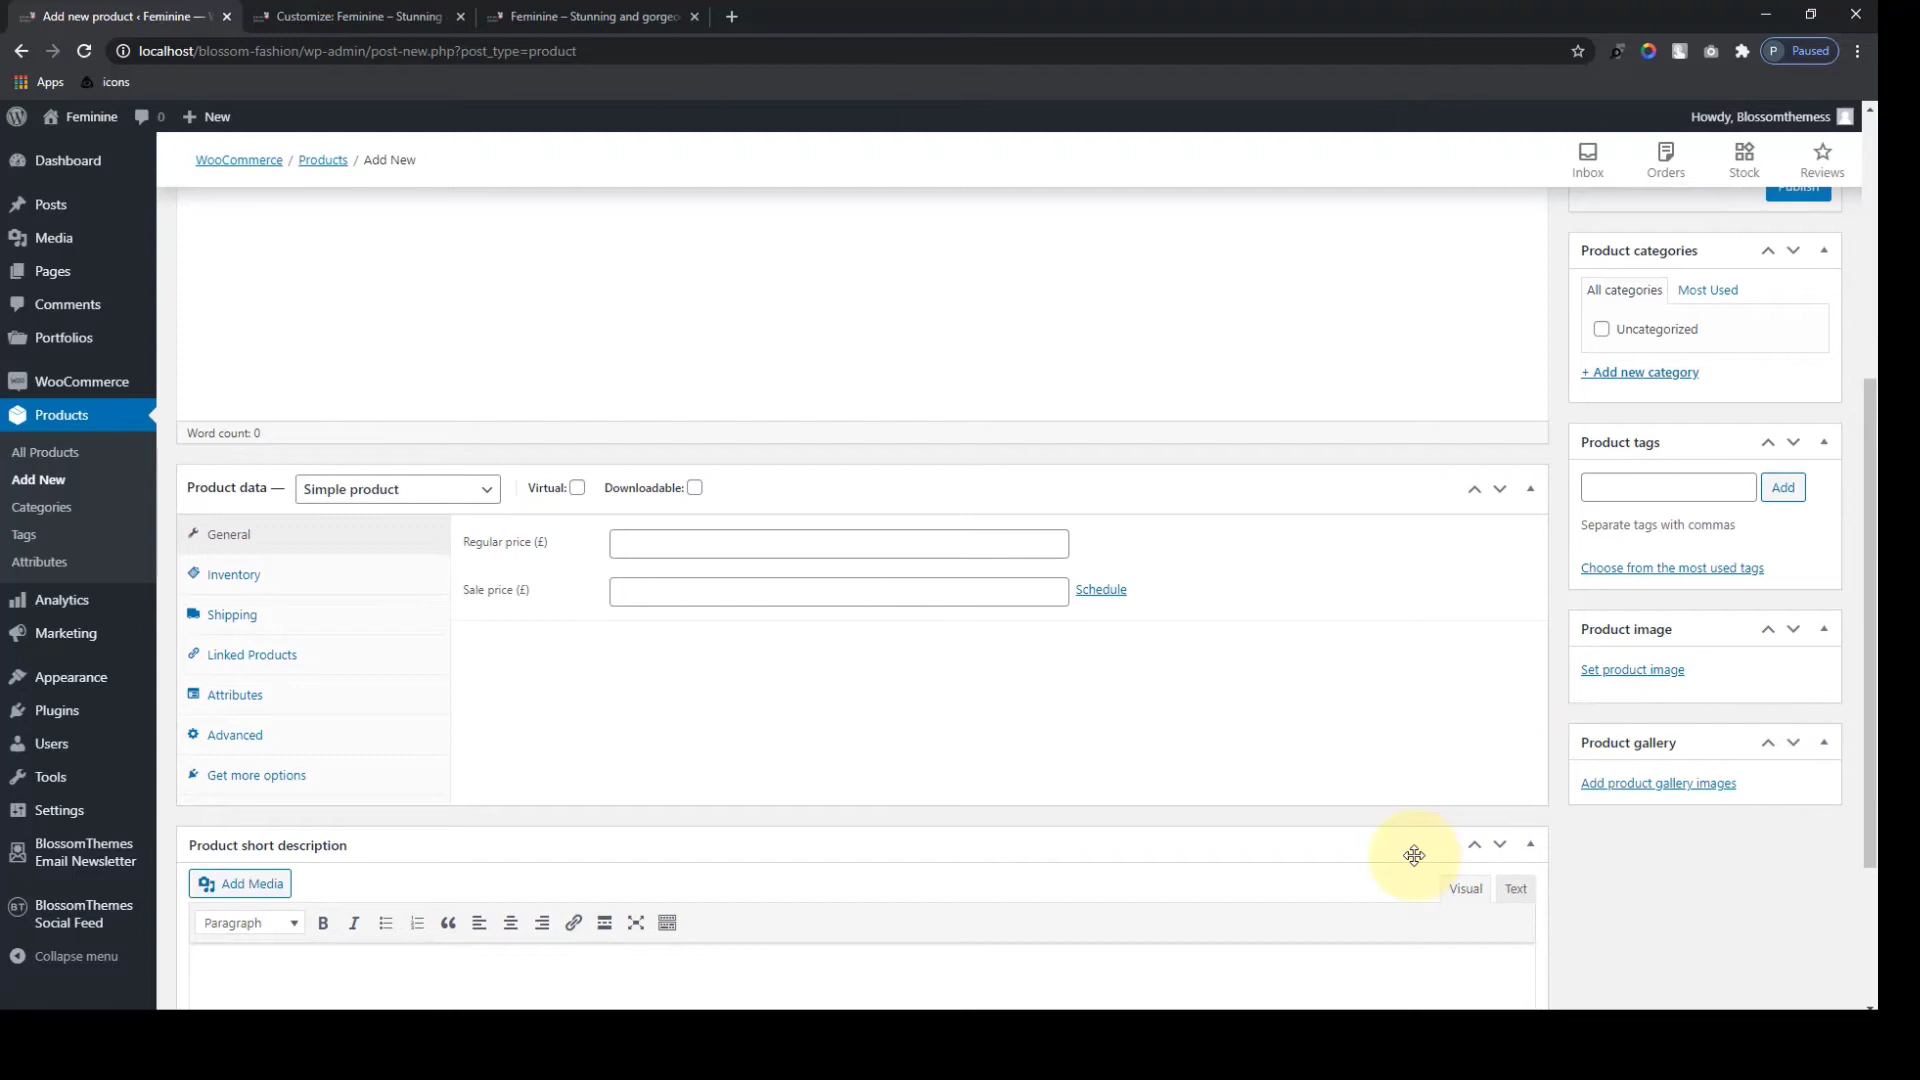 Add new product ‹ Feminine —
Customize: Feminine – Stunning
Feminine – Stunning and gorgeo
localhost/blossom-fashion/wp-admin/post-new.php?post_type=product
P Paused
Apps
icons
Feminine
0
New
Howdy, Blossomthemess
Dashboard
Posts
Media
Pages
Comments
Portfolios
WooCommerce
Products
All Products
Add New
Categories
Tags
Attributes
Analytics
Marketing
Appearance
Plugins
Users
Tools
Settings
BlossomThemes
Email Newsletter
BT
BlossomThemes
Social Feed
Collapse menu
WooCommerce / Products / Add New
Inbox
Orders
Stock
Reviews
Word count: 0
Product data —
Simple product
Virtual:
Downloadable:
General
Inventory
Shipping
Linked Products
Attributes
Advanced
Get more options
Regular price (£)
Sale price (£)
Schedule
Product short description
Add Media
Visual
Text
Paragraph
Publish
Product categories
All categories
Most Used
Uncategorized
+ Add new category
Product tags
Add
Separate tags with commas
Choose from the most used tags
Product image
Set product image
Product gallery
Add product gallery images